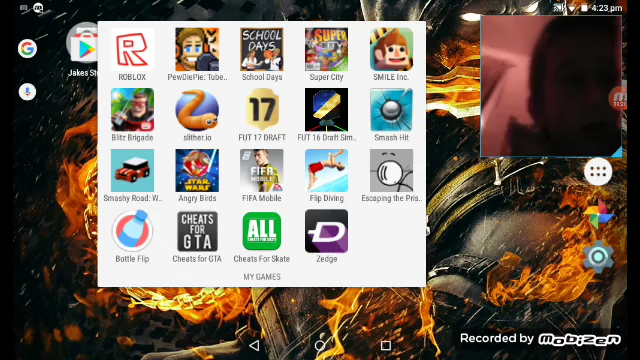 4:23 pm
Jakes St
ROBLOX
PewDiePie: Tube..
School Days
Super City
SMILE Inc.
Blitz Brigade
slither.io
FUT 17 DRAFT
FUT 16 Draft Sim..
Smash Hit
Smashy Road: W..
Angry Birds
FIFA Mobile
Flip Diving
Escaping the Pris..
Bottle Flip
Cheats for GTA
Cheats For Skate
Zedge
MY GAMES
SCHOOL DAYS
SUPER CITY
17
STAR WARS
FIFA MOBILE
CHEATS FOR GTA
ALL
CHEATS FOR SKATE
Recorded by Mobizen